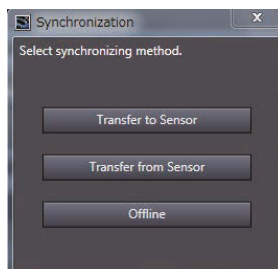 Synchronization
X
Select synchronizing method.
Transfer to Sensor
Transfer from Sensor
Offline